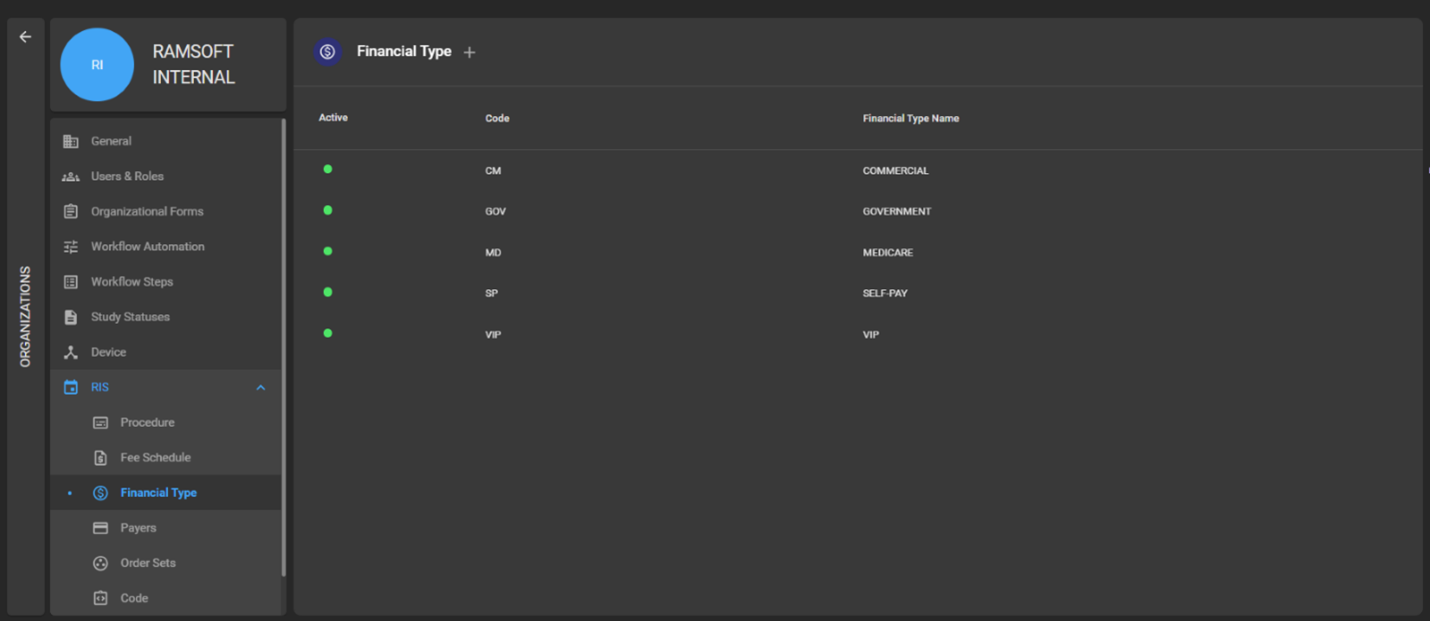 ORGANIZATIONS
RI
RAMSOFT
INTERNAL
General
Users & Roles
Organizational Forms
Workflow Automation
Workflow Steps
Study Statuses
Device
RIS
Procedure
Fee Schedule
Financial Type
Payers
Order Sets
Code
Financial Type +
Active Code Financial Type Name
CM COMMERCIAL
GOV GOVERNMENT
MD MEDICARE
SP SELF-PAY
VIP VIP